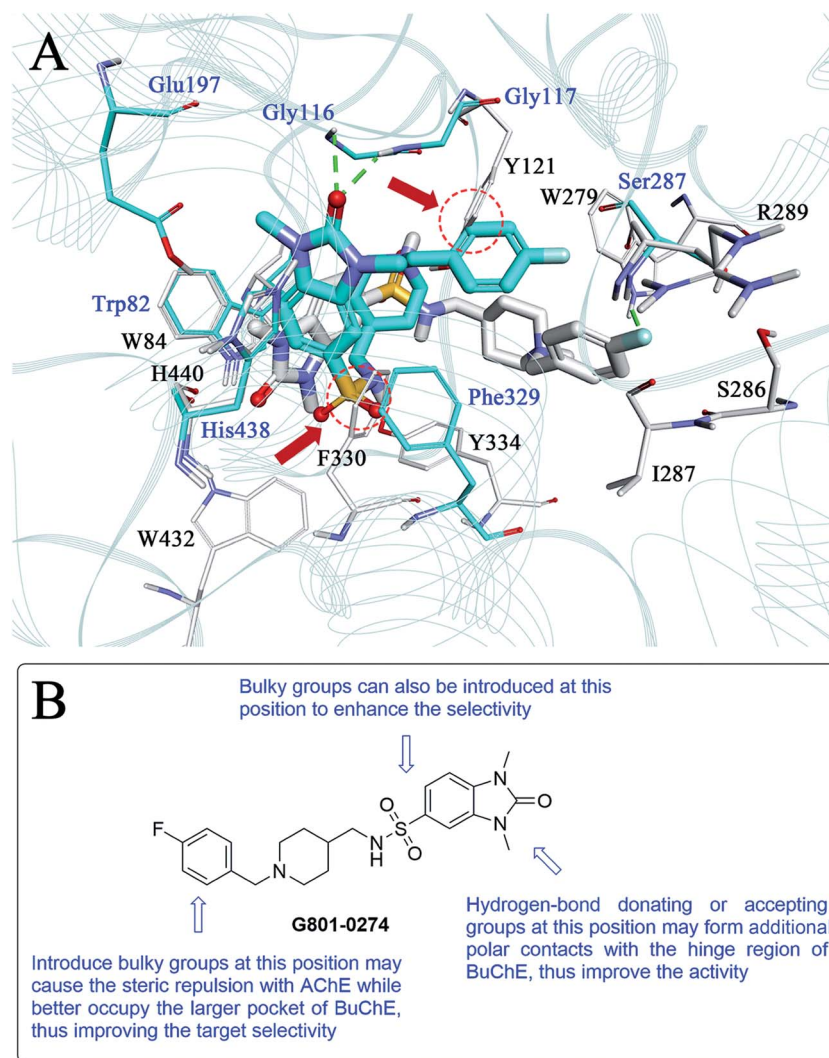 A
Glu197
Gly116
Gly117
Y121
W279
Ser287
R289
Trp82
W84
H440
His438
Phe329
F330
Y334
S286
I287
W432
B
Bulky groups can also be introduced at this
position to enhance the selectivity
N
O
O
S
N
O
F
N
H
O
N
N
G801-0274
Introduce bulky groups at this position may
cause the steric repulsion with AChE while
better occupy the larger pocket of BuChE,
thus improving the target selectivity
Hydrogen-bond donating or accepting
groups at this position may form additional
polar contacts with the hinge region of
BuChE, thus improve the activity